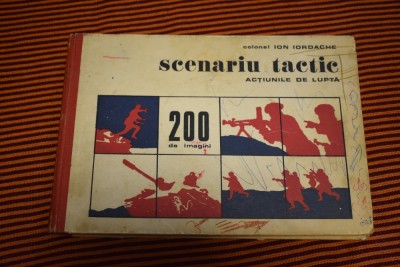 colonel ION IORDACHE
scenariu tactic
ACȚIUNILE DE LUPTĂ
200
de imagini